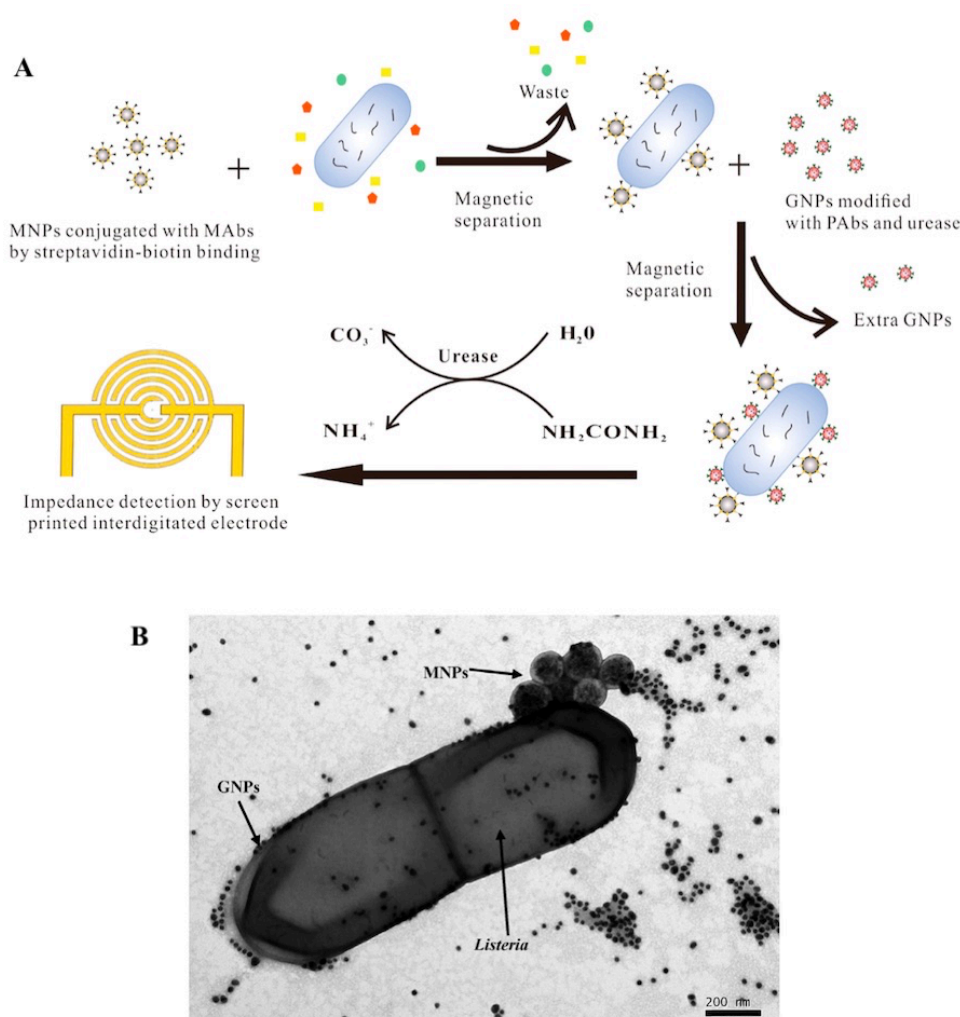 A
Waste
Magnetic
separation
MNPs conjugated with MAbs
by streptavidin-biotin binding
GNPs modified
with PAbs and urease
Magnetic
separation
Extra GNPs
CO₃⁻
H₂0
Urease
NH₄⁺
NH₂CONH₂
Impedance detection by screen
printed interdigitated electrode
B
MNPs
GNPs
Listeria
200 nm